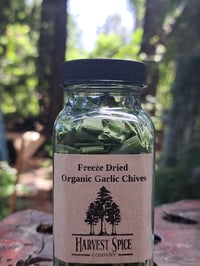 Freeze Dried
Organic Garlic Chives
HARVEST SPICE
COMPANY